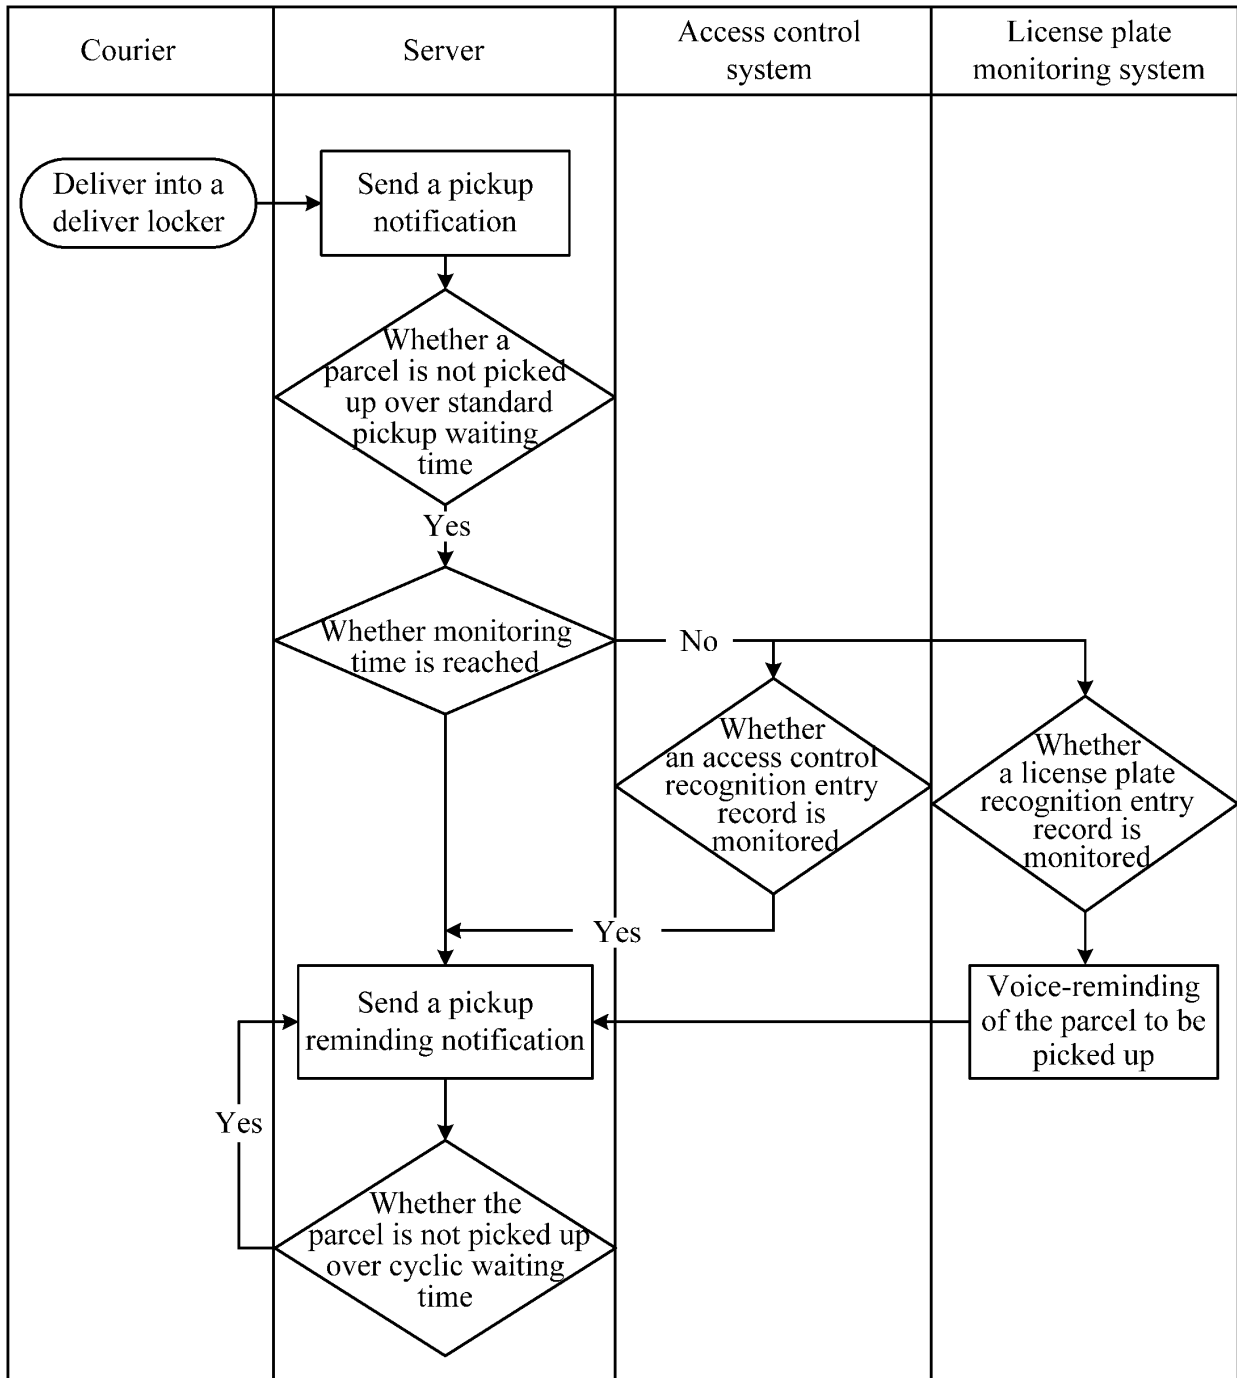 Courier
Server
Access control
system
License plate
monitoring system
Deliver into a
deliver locker
Send a pickup
notification
Whether a
parcel is not picked
up over standard
pickup waiting
time
Yes
Whether monitoring
time is reached
No
Whether
an access control
recognition entry
record is
monitored
Whether
a license plate
recognition entry
record is
monitored
Yes
Send a pickup
reminding notification
Voice-reminding
of the parcel to be
picked up
Yes
Whether the
parcel is not picked up
over cyclic waiting
time